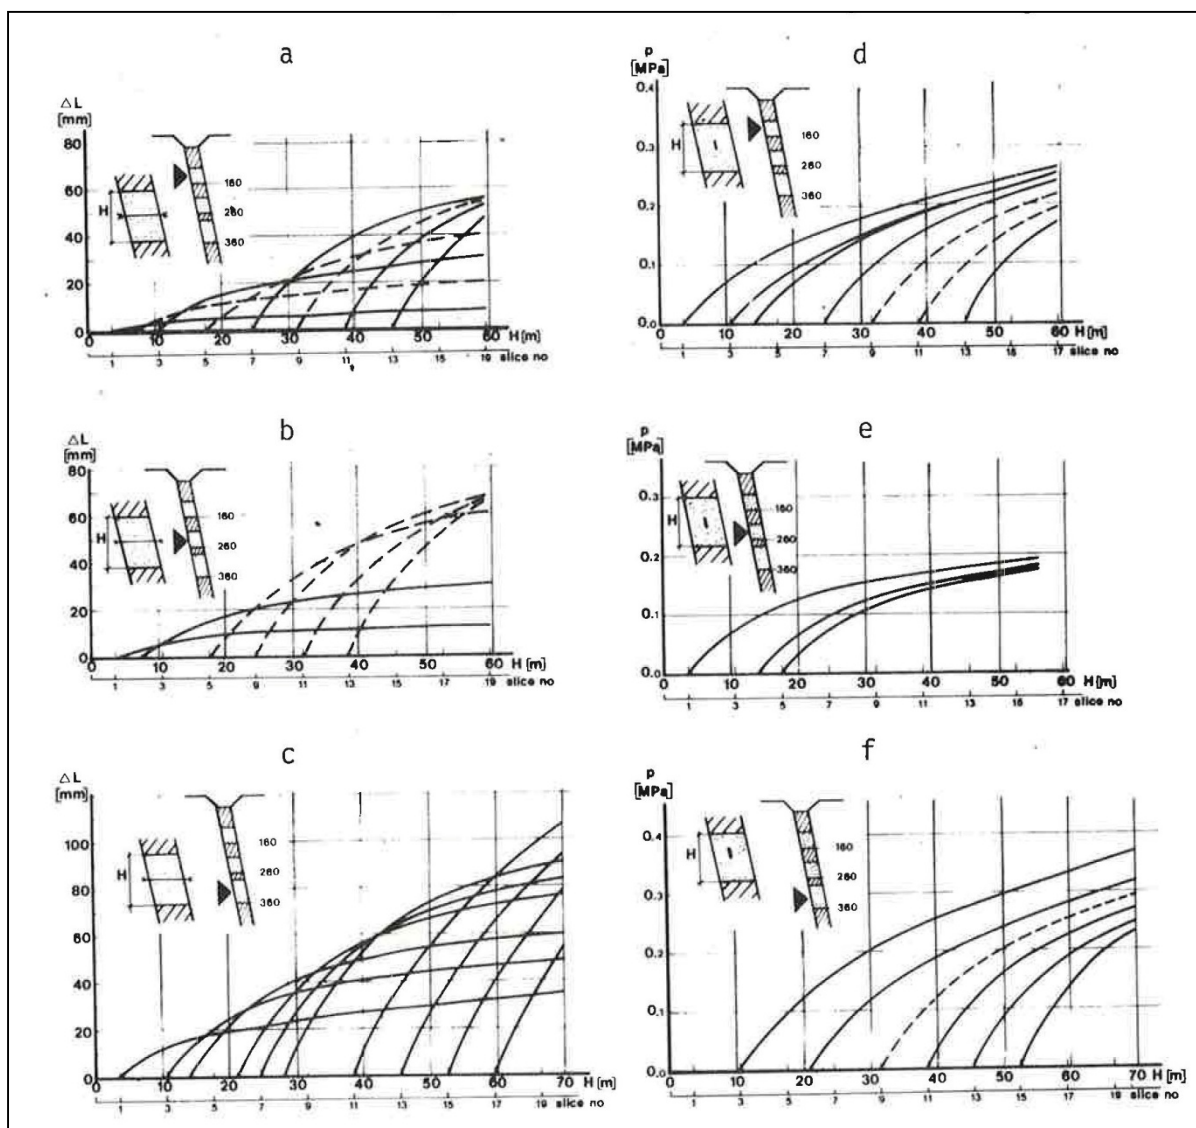 a
△L
[mm]
80
60
40
20
0
H
160
260
360
0 10 20 30 40 50 60 H[m]
1 3 5 7 9 11 13 15 19 slice no
b
△L
[mm]
80
60
40
20
0
H
160
260
360
0 10 20 30 40 50 60 H[m]
1 3 5 9 11 13 15 17 19 slice no
c
△L
[mm]
100
80
60
40
20
0
H
160
260
360
0 10 20 30 40 50 60 70 H[m]
1 3 5 7 9 11 13 15 17 19 slice no
d
p
[MPa]
0.4
0.3
0.2
0.1
0.0
H
160
260
360
0 10 20 30 40 50 60 H[m]
1 3 5 7 9 11 13 15 17 slice no
e
p
[MPa]
0.3
0.2
0.1
0.0
H
160
260
360
0 10 20 30 40 50 60 H[m]
1 3 5 7 9 11 13 15 17 slice no
f
p
[MPa]
0.4
0.3
0.2
0.1
0.0
H
160
260
360
0 10 20 30 40 50 60 70 H[m]
1 3 5 7 9 11 13 15 17 19 slice no